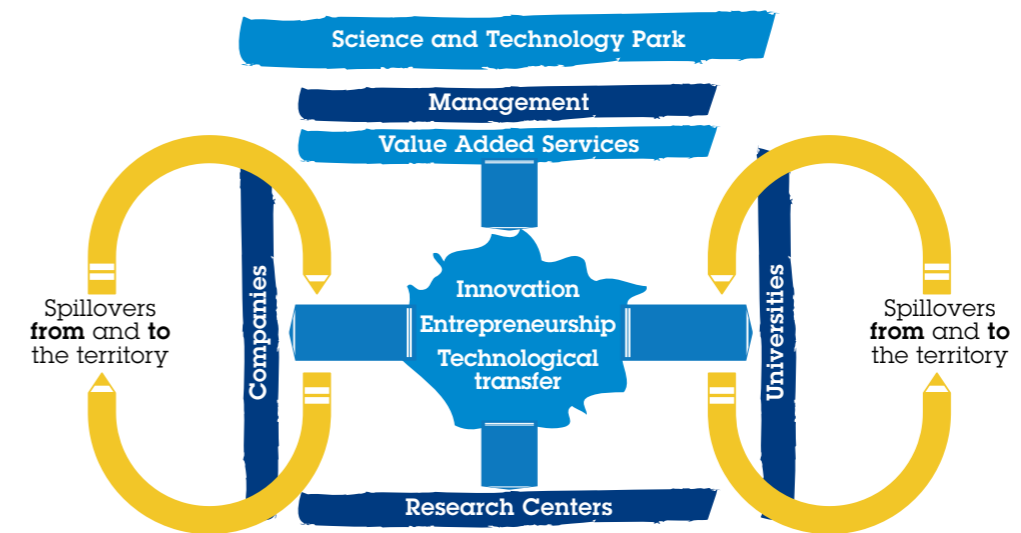 Science and Technology Park
Management
Value Added Services
Companies
Innovation
Entrepreneurship
Technological
transfer
Universities
Spillovers
from and to
the territory
Spillovers
from and to
the territory
Research Centers